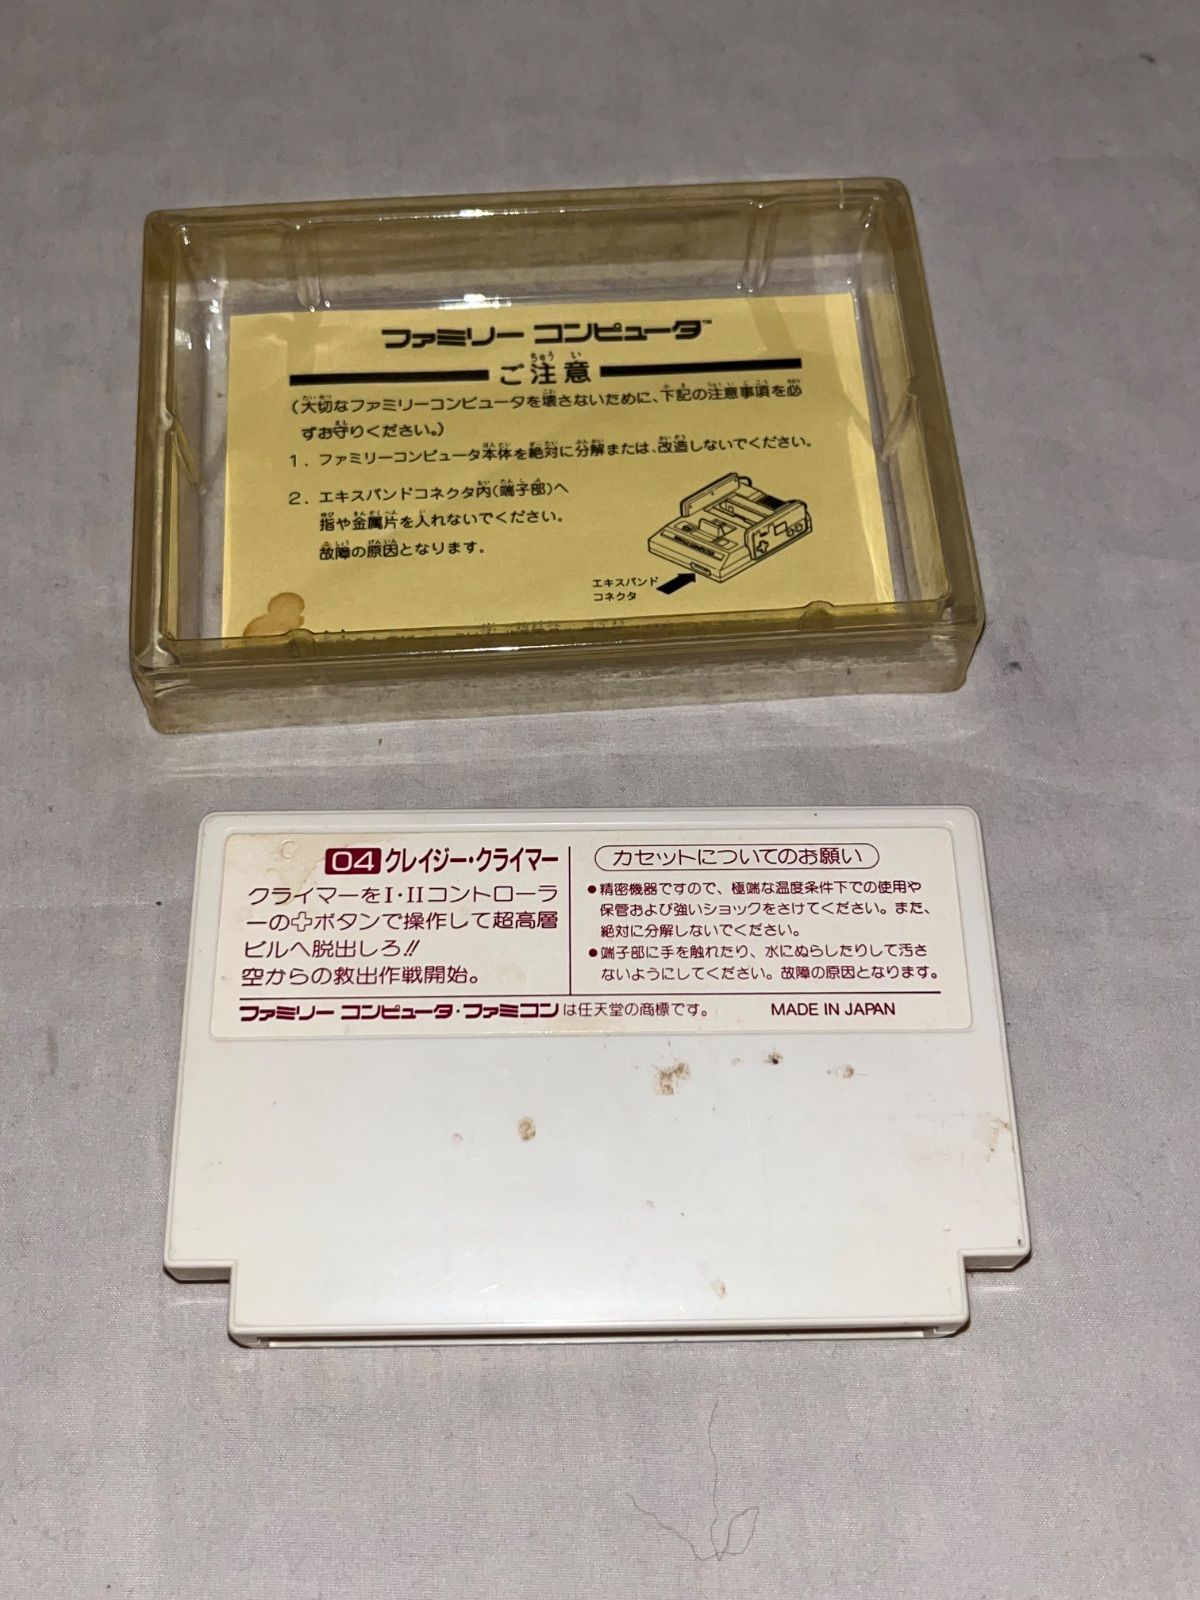 ファミリー コンピュータ™
ご注意
(大切なファミリーコンピュータを壊さないために、下記の注意事項を必
ずお守りください。)
1. ファミリーコンピュータ本体を絶対に分解または、改造しないでください。
2. エキスパンドコネクタ内(端子部)へ
指や金属片を入れないでください。
故障の原因となります。
エキスパンド
コネクタ
04 クレイジー・クライマー
クライマーをI・IIコントローラ
ーの✚ボタンで操作して超高層
ビルへ脱出しろ!!
空からの救出作戦開始。
カセットについてのお願い
●精密機器ですので、極端な温度条件下での使用や
保管および強いショックをさけてください。また、
絶対に分解しないでください。
●端子部に手を触れたり、水にぬらしたりして汚さ
ないようにしてください。故障の原因となります。
ファミリー コンピュータ・ファミコンは任天堂の商標です。
MADE IN JAPAN